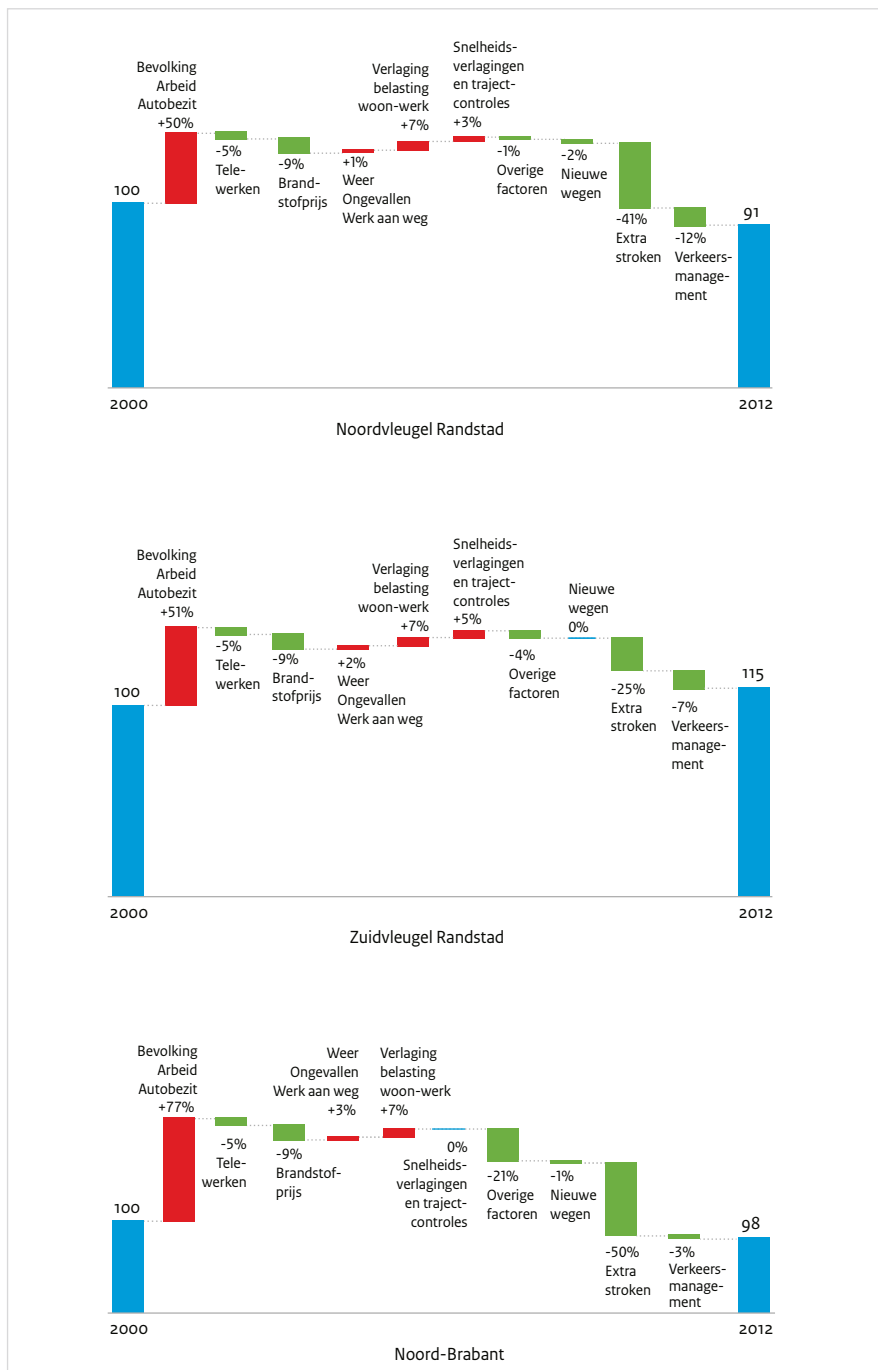 Bevolking
Arbeid
Autobezit
+50%
-5%
Tele-
werken
-9%
Brand-
stofprijs
+1%
Weer
Ongevallen
Werk aan weg
Verlaging
belasting
woon-werk
+7%
Snelheids-
verlagingen
en traject-
controles
+3%
-1%
Overige
factoren
-2%
Nieuwe
wegen
-41%
Extra
stroken
-12%
Verkeers-
manage-
ment
100
91
2000
2012
Noordvleugel Randstad
Bevolking
Arbeid
Autobezit
+51%
-5%
Tele-
werken
-9%
Brand-
stofprijs
+2%
Weer
Ongevallen
Werk aan weg
Verlaging
belasting
woon-werk
+7%
Snelheids-
verlagingen
en traject-
controles
+5%
-4%
Overige
factoren
Nieuwe
wegen
0%
-25%
Extra
stroken
-7%
Verkeers-
manage-
ment
100
115
2000
2012
Zuidvleugel Randstad
Bevolking
Arbeid
Autobezit
+77%
-5%
Tele-
werken
-9%
Brandstof-
prijs
Weer
Ongevallen
Werk aan weg
+3%
Verlaging
belasting
woon-werk
+7%
0%
Snelheids-
verlagingen
en traject-
controles
-21%
Overige
factoren
-1%
Nieuwe
wegen
-50%
Extra
stroken
-3%
Verkeers-
manage-
ment
100
98
2000
2012
Noord-Brabant